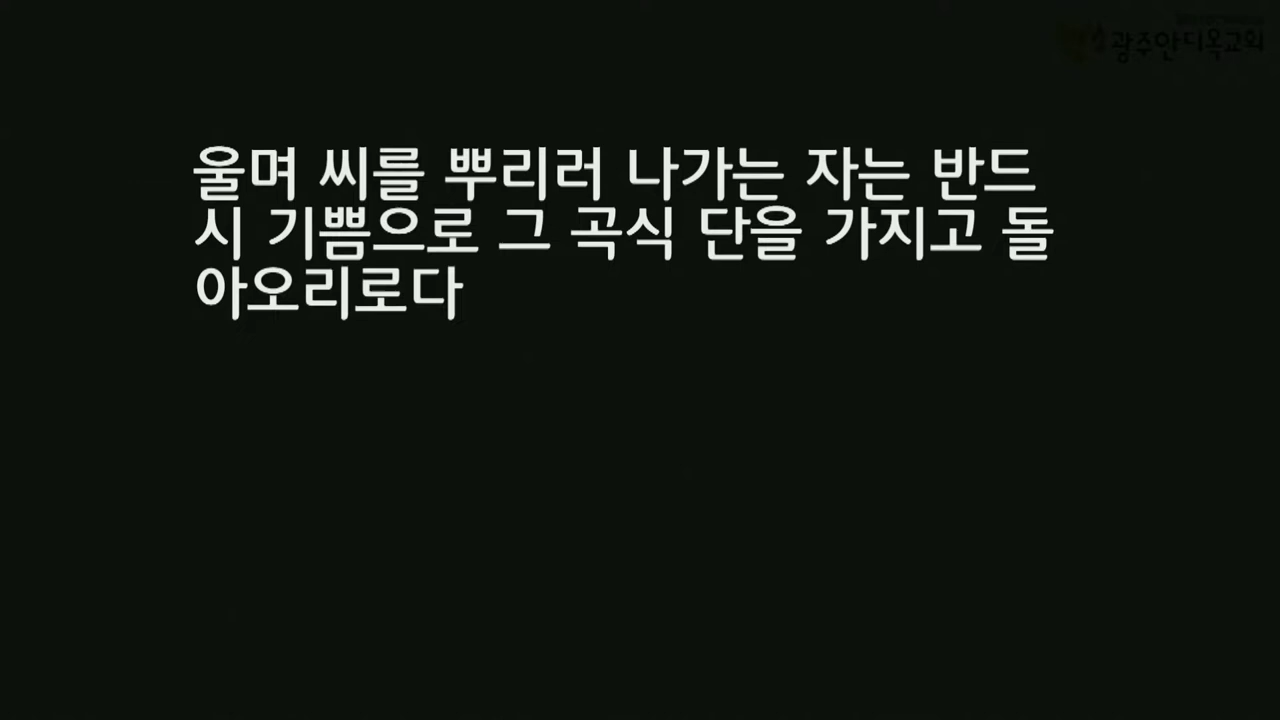 광주안디옥교회
울며 씨를 뿌리러 나가는 자는 반드
시 기쁨으로 그 곡식 단을 가지고 돌
아오리로다